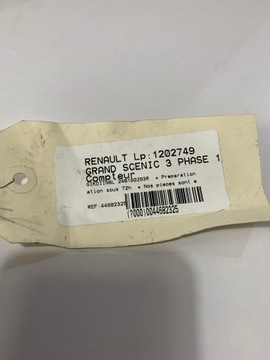 RENAULT Lp:1202749
GRAND SCENIC 3 PHASE 1
Compteur
248100293R * Preparation
ation sous 72h * Nos pieces sont a
REF:44682325
(7000)0044682325